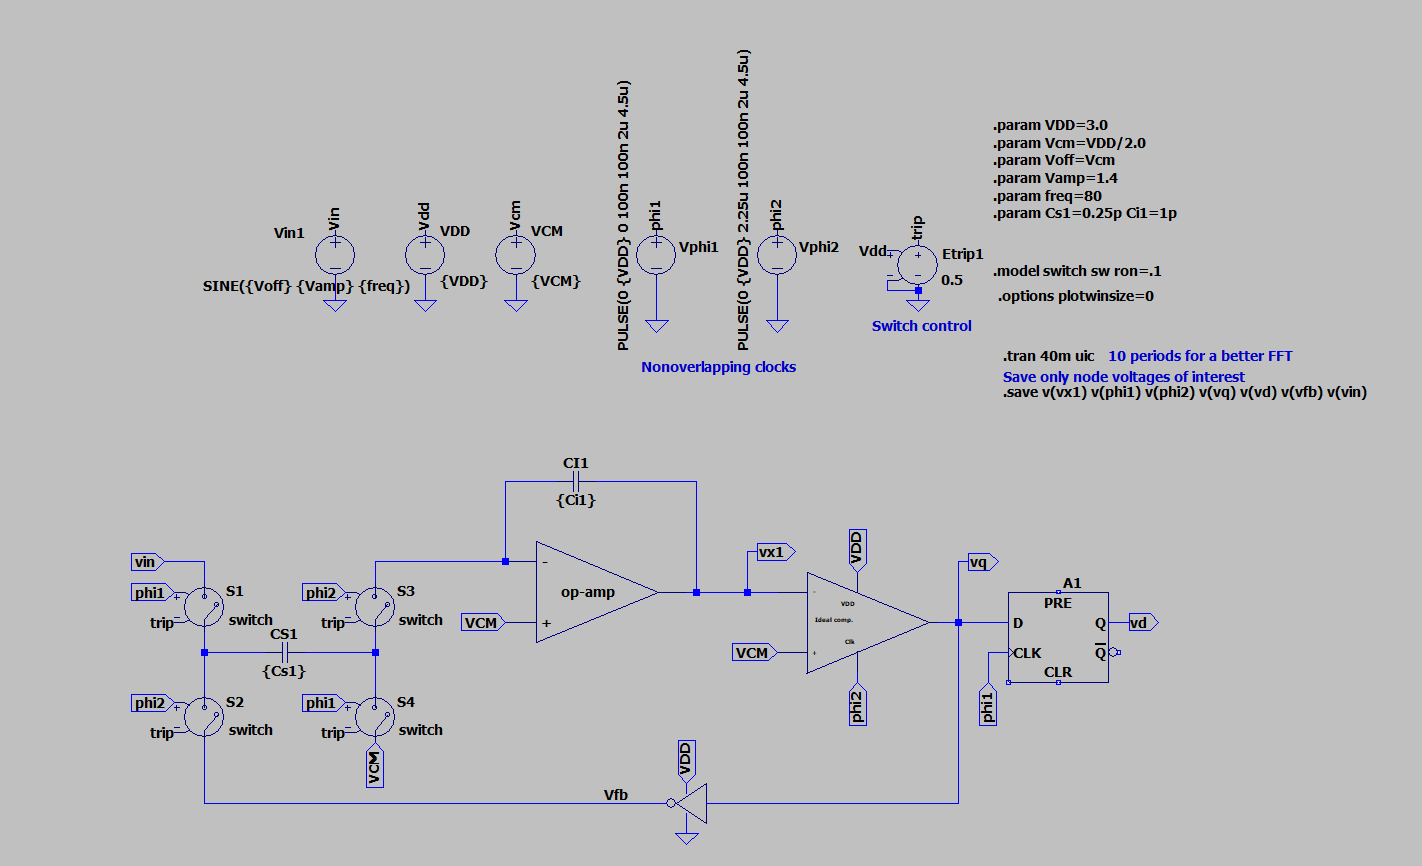 PULSE(0 {VDD} 0 100n 100n 2u 4.5u)
PULSE(0 {VDD} 2.25u 100n 100n 2u 4.5u)
.param VDD=3.0
.param Vcm=VDD/2.0
.param Voff=Vcm
.param Vamp=1.4
.param freq=80
.param Cs1=0.25p Ci1=1p
Vin1
Vin
Vdd
VDD
Vcm
VCM
phi1
Vphi1
phi2
Vphi2
trip
Vdd
Etrip1
0.5
SINE({Voff} {Vamp} {freq})
{VDD}
{VCM}
.model switch sw ron=.1
.options plotwinsize=0
Switch control
Nonoverlapping clocks
.tran 40m uic 10 periods for a better FFT
Save only node voltages of interest
.save v(vx1) v(phi1) v(phi2) v(vq) v(vd) v(vfb) v(vin)
CI1
{Ci1}
vin
phi1
S1
trip
switch
phi2
S3
trip
switch
CS1
{Cs1}
phi2
S2
trip
switch
phi1
S4
trip
switch
VCM
op-amp
VCM
vx1
VDD
VDD
Ideal comp.
Clk
VCM
phi2
vq
A1
PRE
D
Q
vd
CLK
Q
CLR
phi1
VDD
Vfb